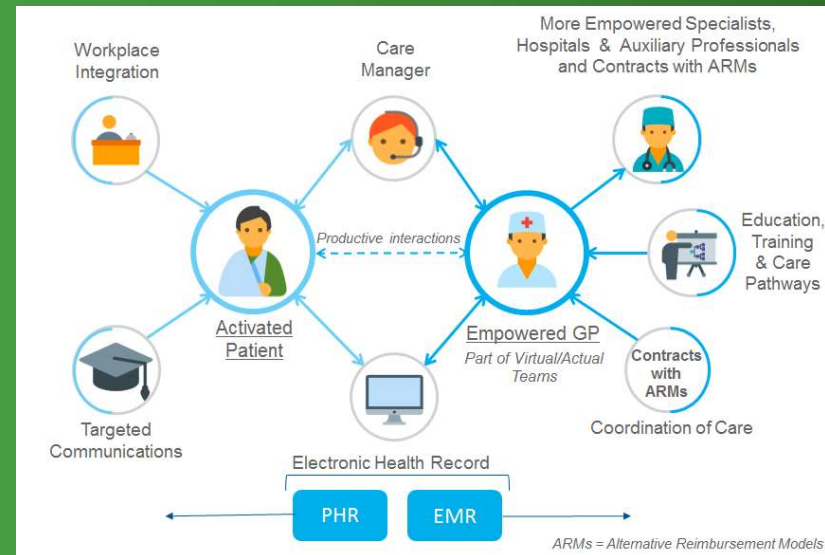 Workplace
Integration
Care
Manager
More Empowered Specialists,
Hospitals & Auxiliary Professionals
and Contracts with ARMs
Productive interactions
Education,
Training
& Care
Pathways
Activated
Patient
Empowered GP
Part of Virtual/Actual
Teams
Contracts
with
ARMs
Targeted
Communications
Coordination of Care
Electronic Health Record
PHR
EMR
ARMs = Alternative Reimbursement Models